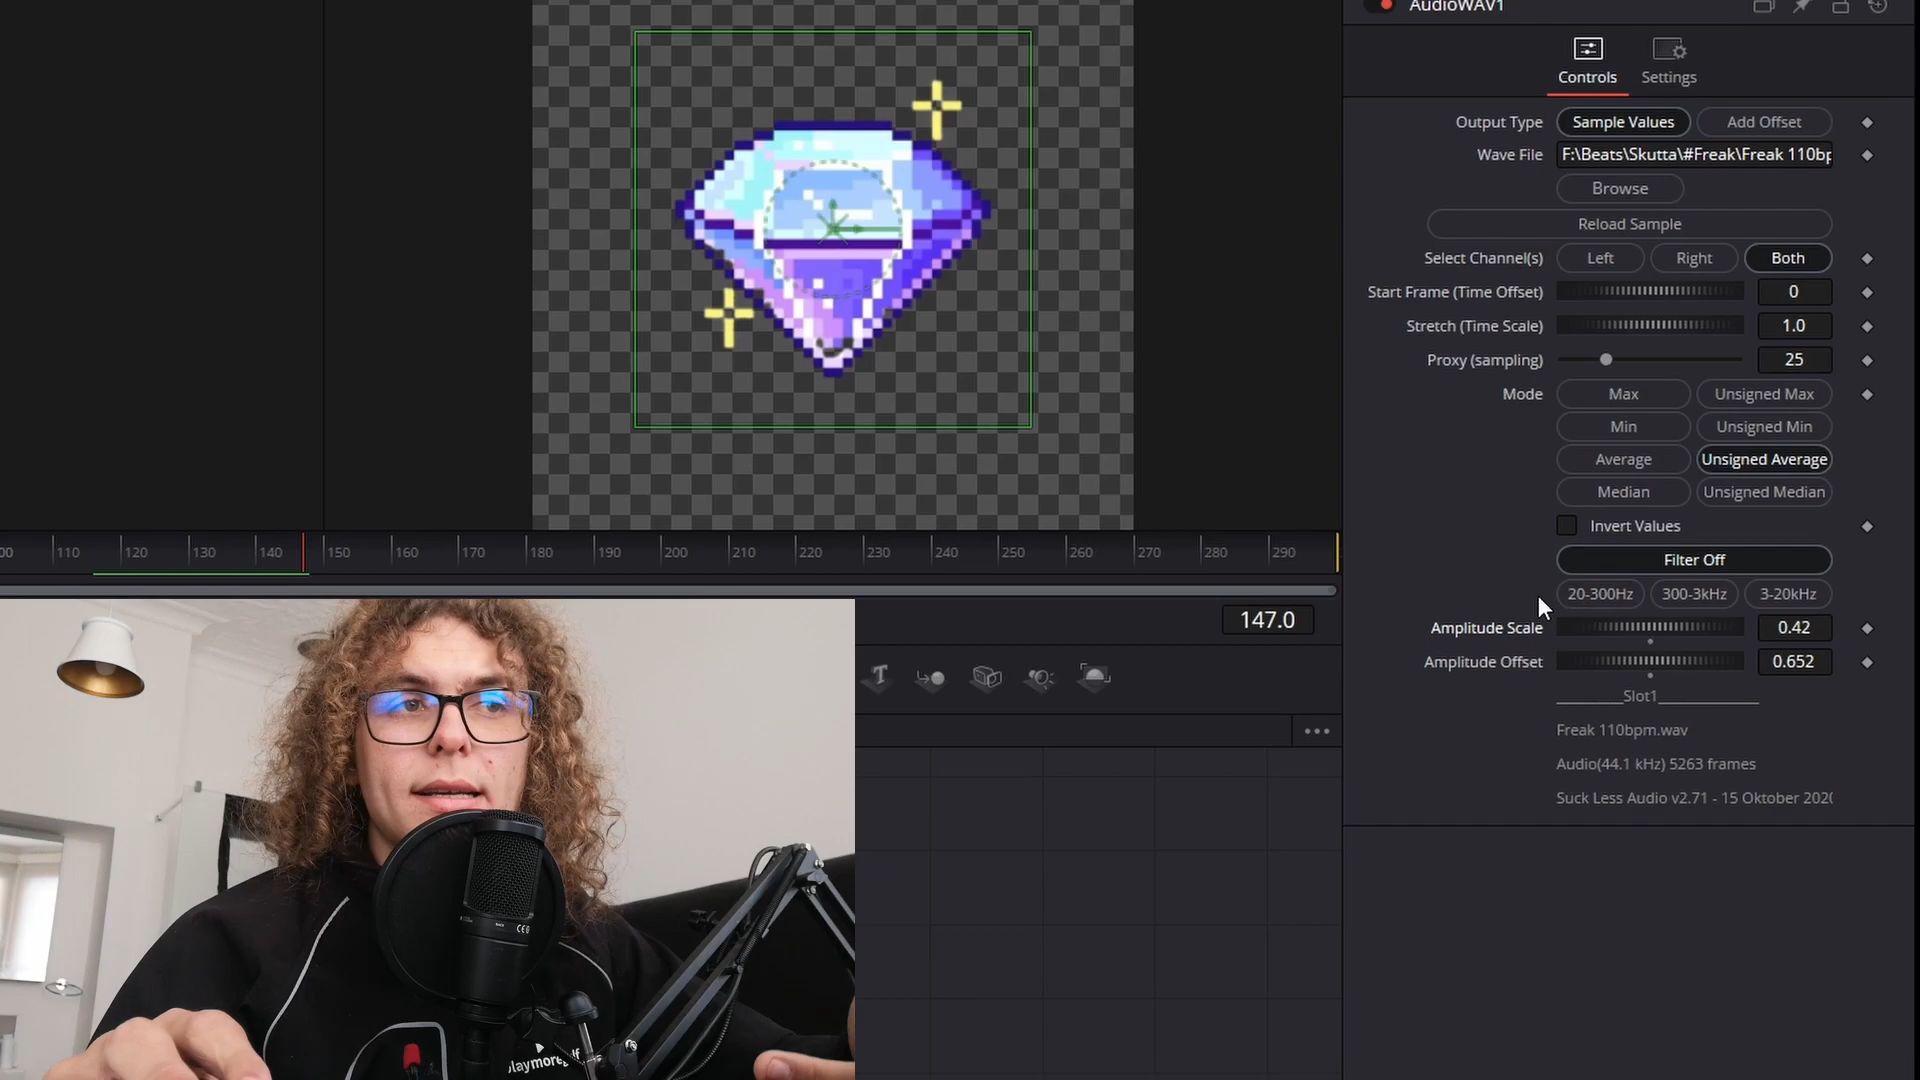 AudioWAV1
Controls
Settings
Output Type
Sample Values
Add Offset
Wave File
F:\Beats\Skutta\#Freak\Freak 110bp
Browse
Reload Sample
Select Channel(s)
Left
Right
Both
Start Frame (Time Offset)
0
Stretch (Time Scale)
1.0
Proxy (sampling)
25
Mode
Max
Unsigned Max
Min
Unsigned Min
Average
Unsigned Average
Median
Unsigned Median
Invert Values
Filter Off
20-300Hz
300-3kHz
3-20kHz
Amplitude Scale
0.42
Amplitude Offset
0.652
Slot1
Freak 110bpm.wav
Audio(44.1 kHz) 5263 frames
Suck Less Audio v2.71 - 15 Oktober 2020
00 110 120 130 140 150 160 170 180 190 200 210 220 230 240 250 260 270 280 290
147.0
T
CE